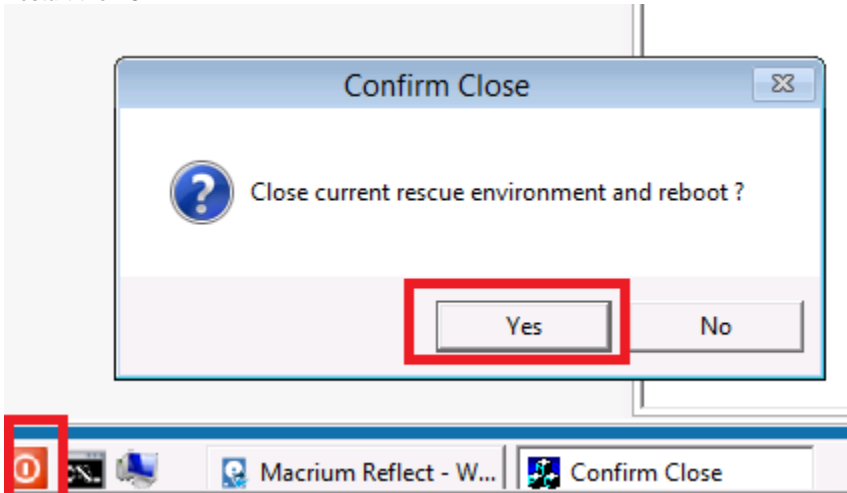 Confirm Close
Close current rescue environment and reboot ?
Yes
No
Macrium Reflect - W...
Confirm Close